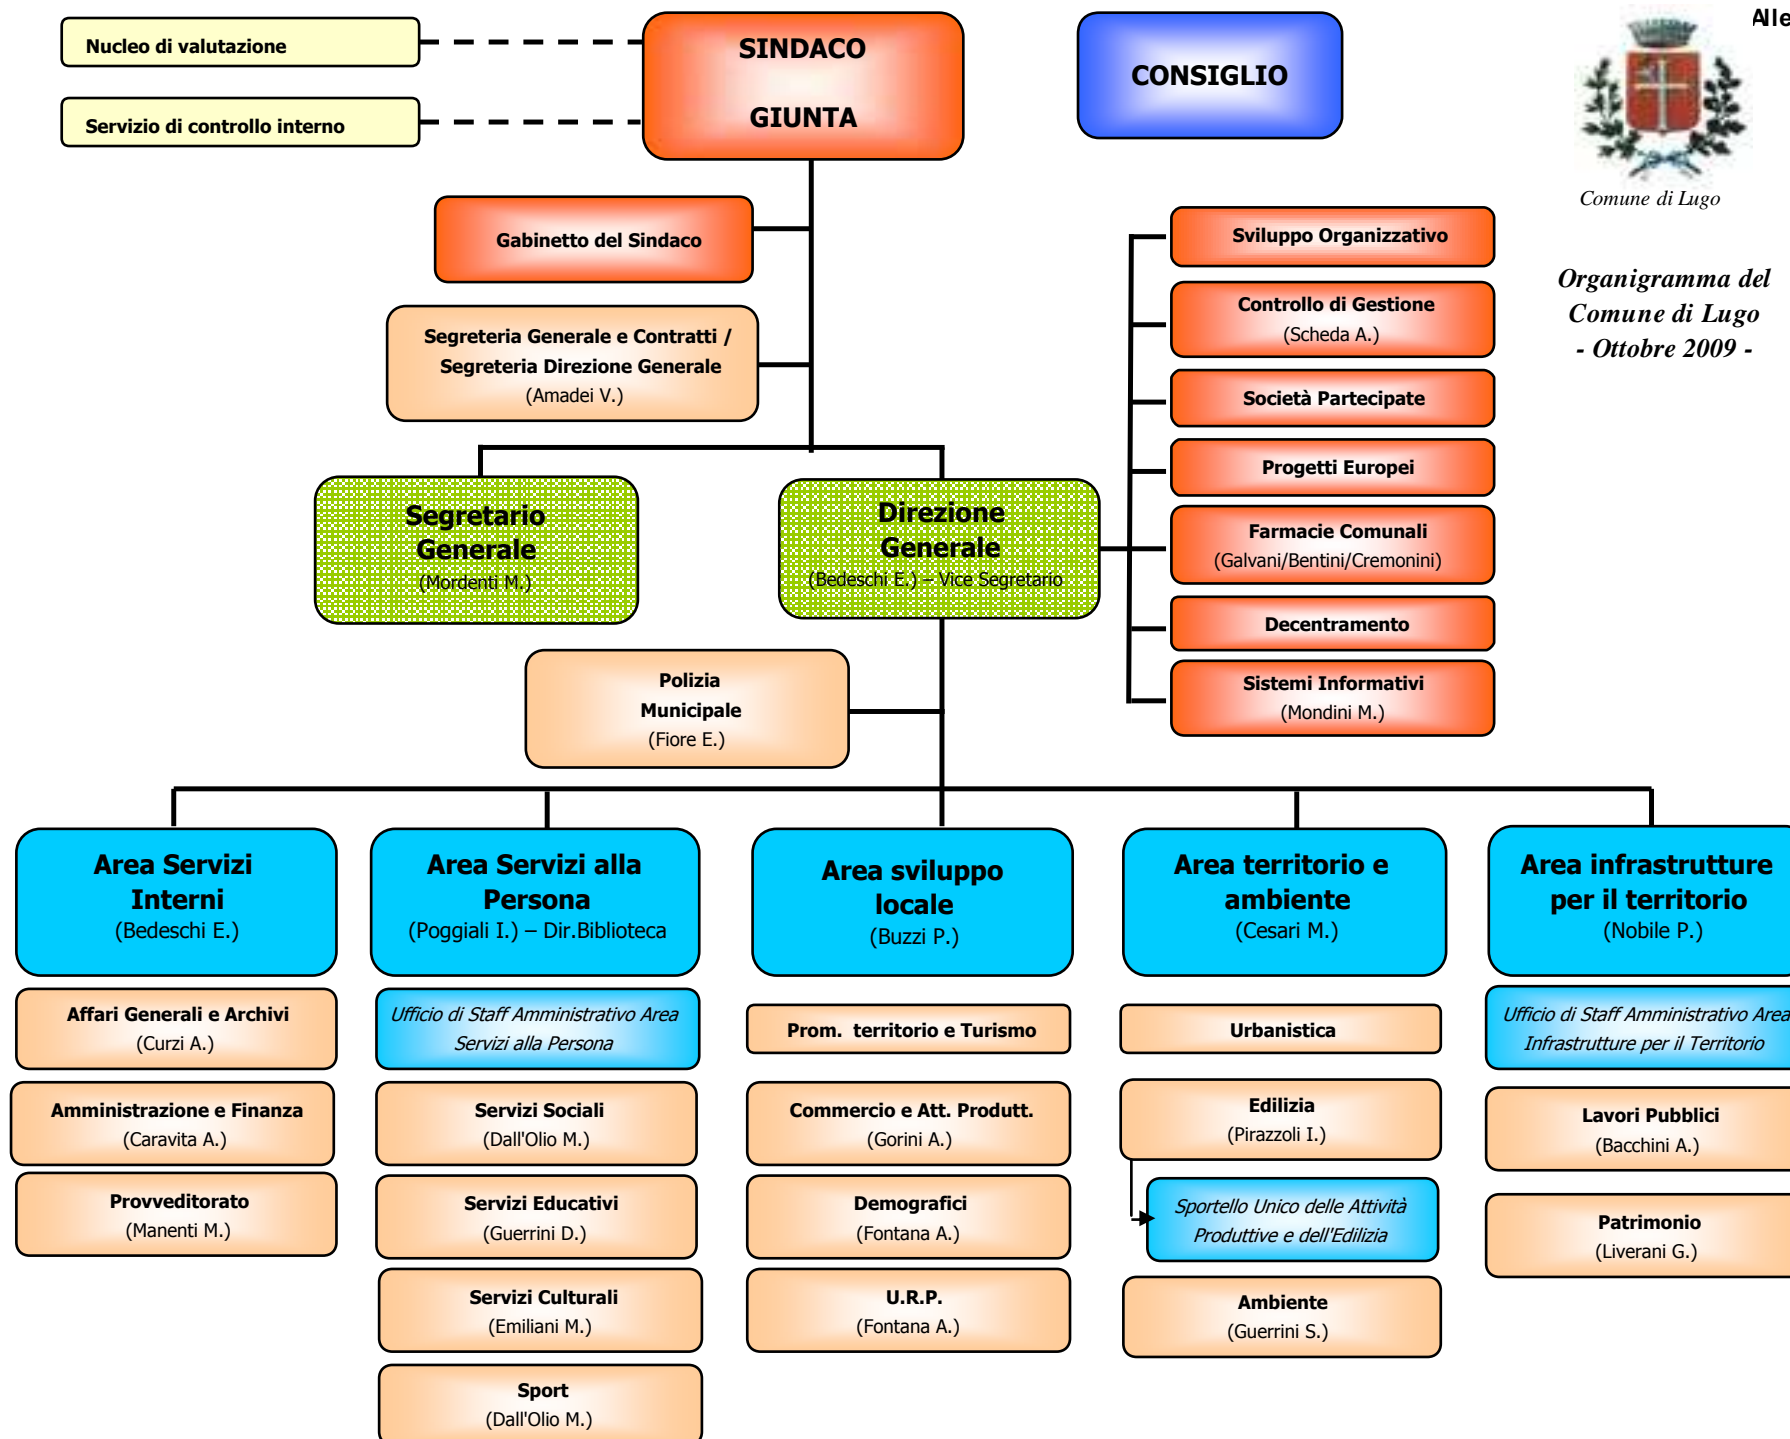 Alle
Nucleo di valutazione
Servizio di controllo interno
SINDACO
GIUNTA
CONSIGLIO
Comune di Lugo
Organigramma del
Comune di Lugo
- Ottobre 2009 -
Gabinetto del Sindaco
Segreteria Generale e Contratti /
Segreteria Direzione Generale
(Amadei V.)
Segretario
Generale
(Mordenti M.)
Direzione
Generale
(Bedeschi E.) – Vice Segretario
Sviluppo Organizzativo
Controllo di Gestione
(Scheda A.)
Società Partecipate
Progetti Europei
Farmacie Comunali
(Galvani/Bentini/Cremonini)
Decentramento
Sistemi Informativi
(Mondini M.)
Polizia
Municipale
(Fiore E.)
Area Servizi
Interni
(Bedeschi E.)
Affari Generali e Archivi
(Curzi A.)
Amministrazione e Finanza
(Caravita A.)
Provveditorato
(Manenti M.)
Area Servizi alla
Persona
(Poggiali I.) – Dir.Biblioteca
Ufficio di Staff Amministrativo Area
Servizi alla Persona
Servizi Sociali
(Dall'Olio M.)
Servizi Educativi
(Guerrini D.)
Servizi Culturali
(Emiliani M.)
Sport
(Dall'Olio M.)
Area sviluppo
locale
(Buzzi P.)
Prom. territorio e Turismo
Commercio e Att. Produtt.
(Gorini A.)
Demografici
(Fontana A.)
U.R.P.
(Fontana A.)
Area territorio e
ambiente
(Cesari M.)
Urbanistica
Edilizia
(Pirazzoli I.)
Sportello Unico delle Attività
Produttive e dell'Edilizia
Ambiente
(Guerrini S.)
Area infrastrutture
per il territorio
(Nobile P.)
Ufficio di Staff Amministrativo Area
Infrastrutture per il Territorio
Lavori Pubblici
(Bacchini A.)
Patrimonio
(Liverani G.)